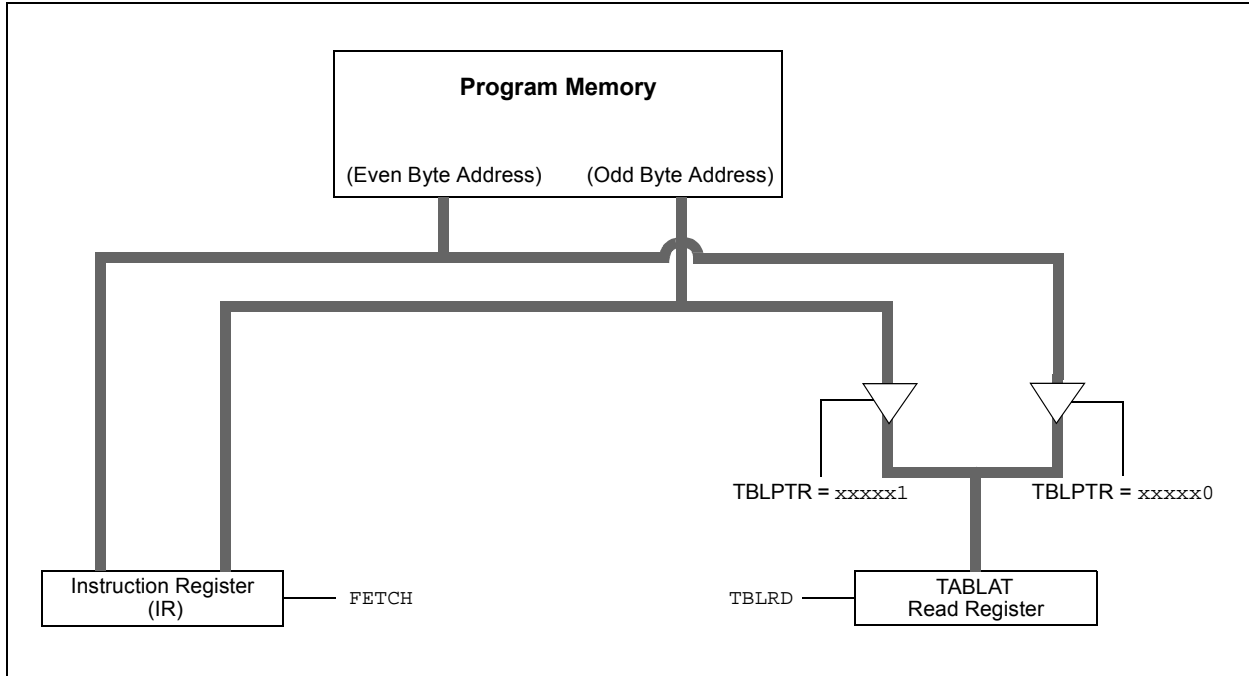 Program Memory
(Even Byte Address) (Odd Byte Address)
TBLPTR = xxxxx1
TBLPTR = xxxxx0
Instruction Register
(IR)
FETCH
TBLRD
TABLAT
Read Register